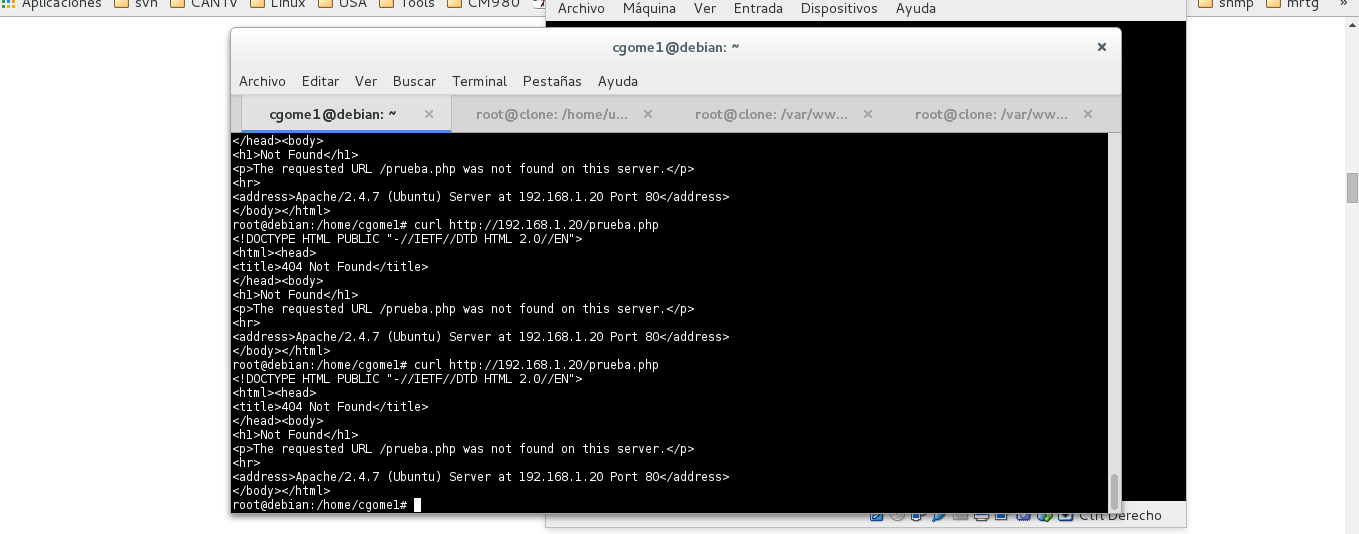 Aplicaciones svn CANTV Linux USA Tools CM980 snmp mrtg »
Archivo Máquina Ver Entrada Dispositivos Ayuda
cgome1@debian: ~ ×
Archivo Editar Ver Buscar Terminal Pestañas Ayuda
cgome1@debian: ~ × root@clone: /home/u... × root@clone: /var/ww... × root@clone: /var/ww... ×
</head><body>
<h1>Not Found</h1>
<p>The requested URL /prueba.php was not found on this server.</p>
<hr>
<address>Apache/2.4.7 (Ubuntu) Server at 192.168.1.20 Port 80</address>
</body></html>
root@debian:/home/cgome1# curl http://192.168.1.20/prueba.php
<!DOCTYPE HTML PUBLIC "-//IETF//DTD HTML 2.0//EN">
<html><head>
<title>404 Not Found</title>
</head><body>
<h1>Not Found</h1>
<p>The requested URL /prueba.php was not found on this server.</p>
<hr>
<address>Apache/2.4.7 (Ubuntu) Server at 192.168.1.20 Port 80</address>
</body></html>
root@debian:/home/cgome1# curl http://192.168.1.20/prueba.php
<!DOCTYPE HTML PUBLIC "-//IETF//DTD HTML 2.0//EN">
<html><head>
<title>404 Not Found</title>
</head><body>
<h1>Not Found</h1>
<p>The requested URL /prueba.php was not found on this server.</p>
<hr>
<address>Apache/2.4.7 (Ubuntu) Server at 192.168.1.20 Port 80</address>
</body></html>
root@debian:/home/cgome1#
Ctrl Derecho